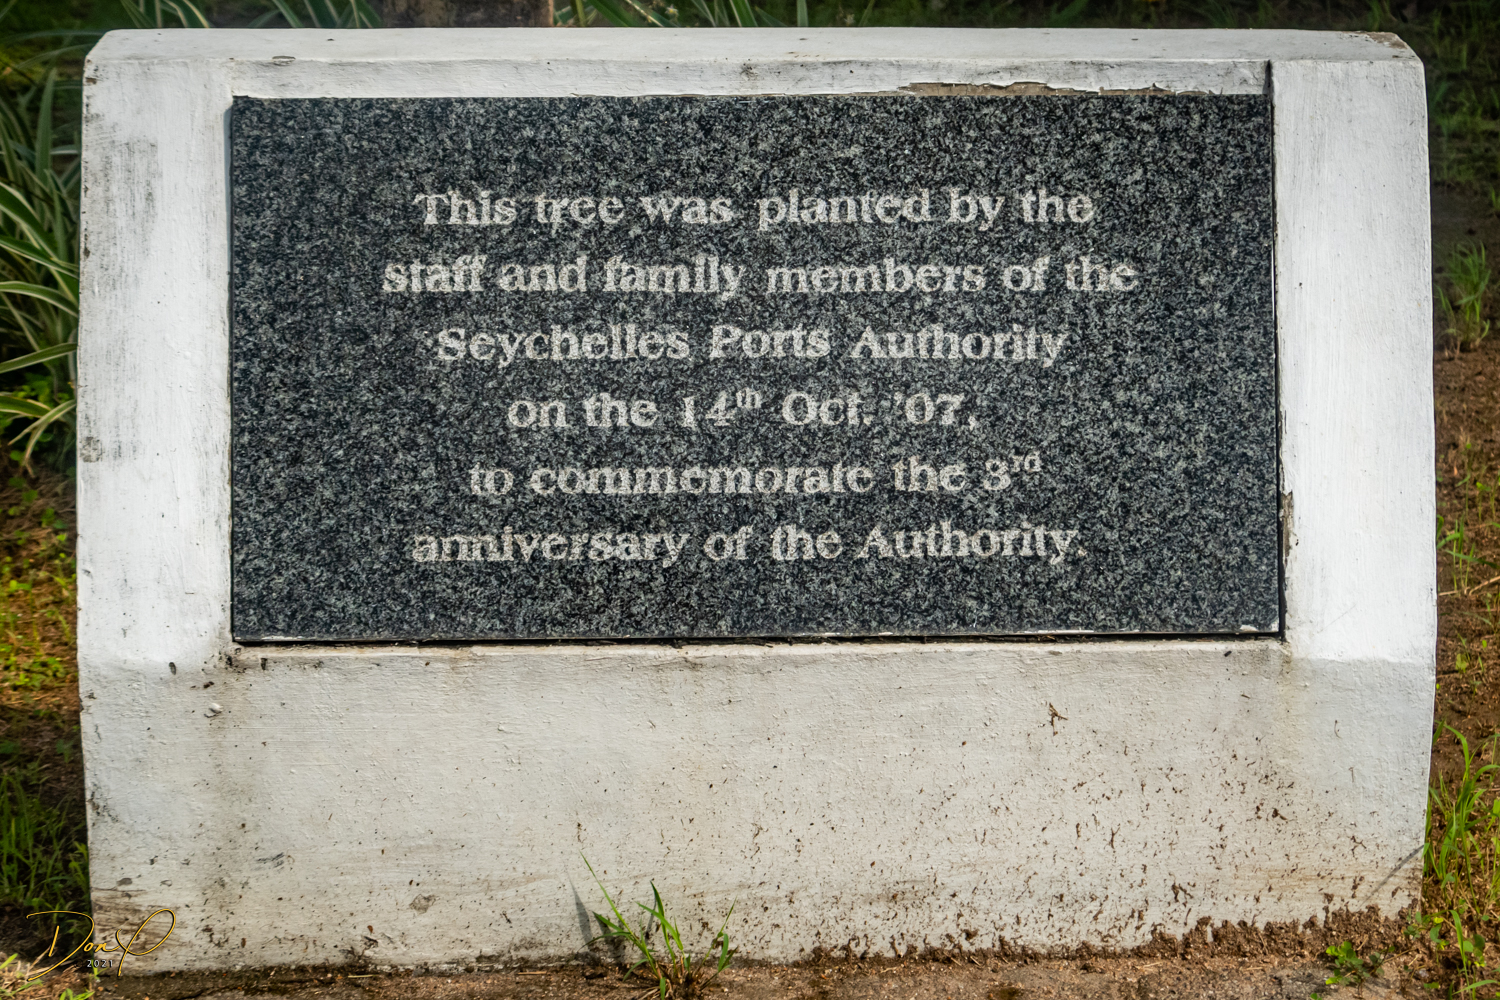 This tree was planted by the
staff and family members of the
Seychelles Ports Authority
on the 14th Oct. '07,
to commemorate the 3rd
anniversary of the Authority.
Don P
2021